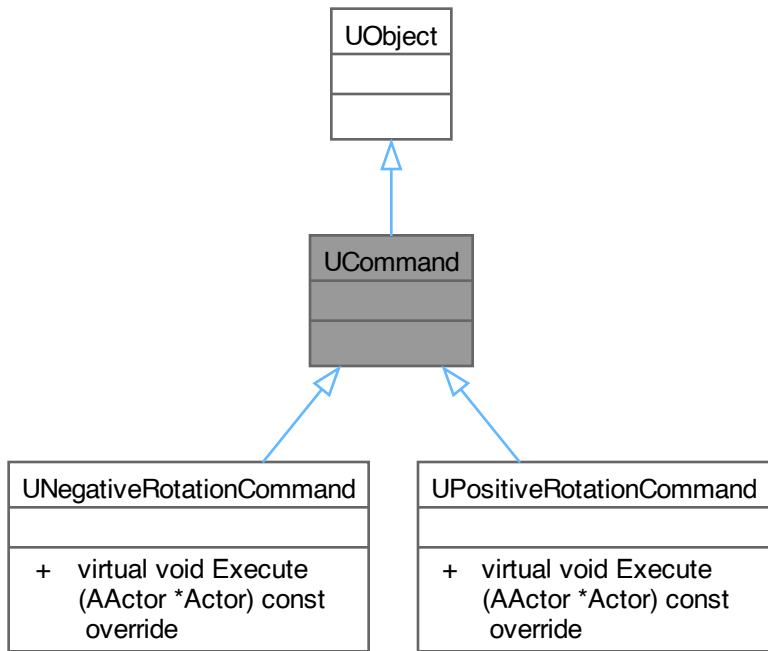 UObject
UCommand
UNegativeRotationCommand
+ virtual void Execute
(AActor *Actor) const
override
UPositiveRotationCommand
+ virtual void Execute
(AActor *Actor) const
override